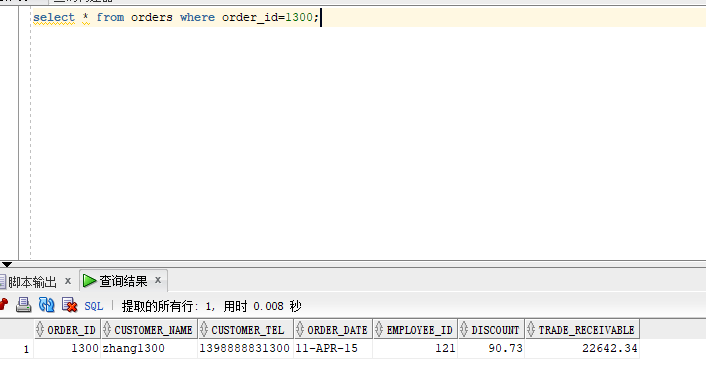 select * from orders where order_id=1300;
脚本输出 x 查询结果 x
SQL | 提取的所有行: 1, 用时 0.008 秒
ORDER_ID CUSTOMER_NAME CUSTOMER_TEL ORDER_DATE EMPLOYEE_ID DISCOUNT TRADE_RECEIVABLE
1 1300 zhang1300 1398888831300 11-APR-15 121 90.73 22642.34